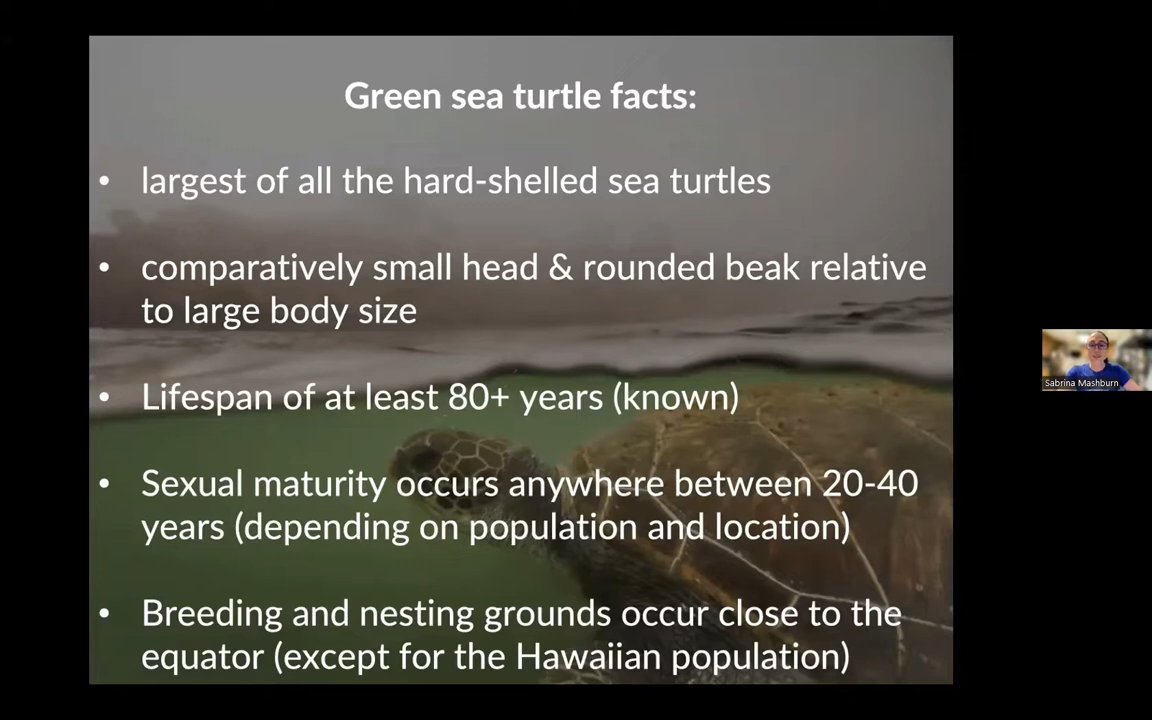 Green sea turtle facts:
• largest of all the hard-shelled sea turtles
• comparatively small head & rounded beak relative
to large body size
• Lifespan of at least 80+ years (known)
• Sexual maturity occurs anywhere between 20-40
years (depending on population and location)
• Breeding and nesting grounds occur close to the
equator (except for the Hawaiian population)
Sabrina Mashburn